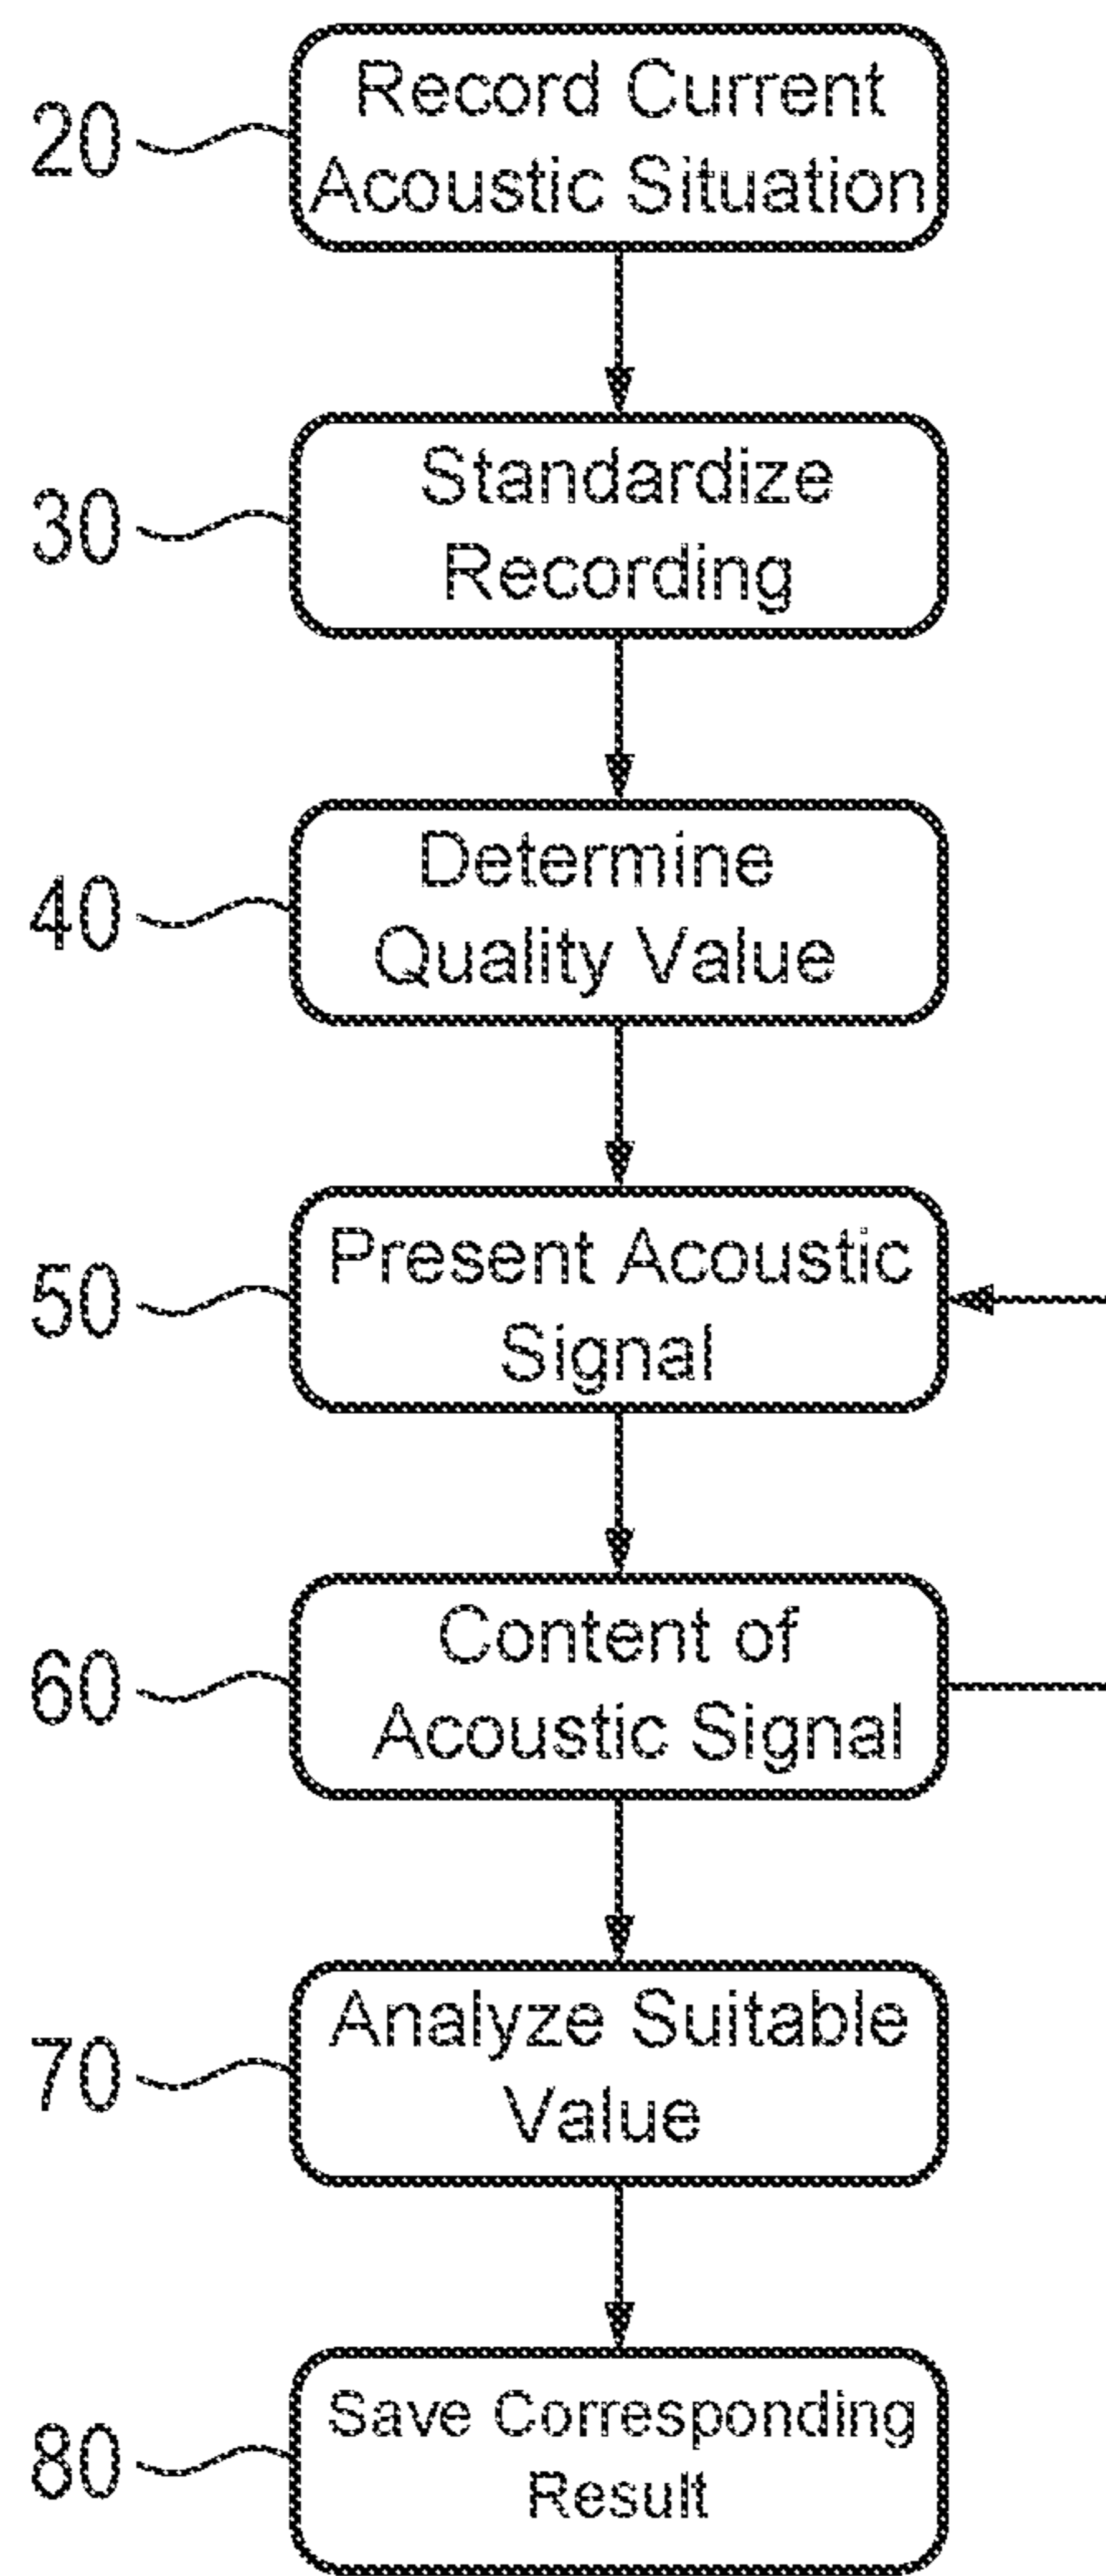 20
Record Current
Acoustic Situation
30
Standardize
Recording
40
Determine
Quality Value
50
Present Acoustic
Signal
60
Content of
Acoustic Signal
70
Analyze Suitable
Value
80
Save Corresponding
Result